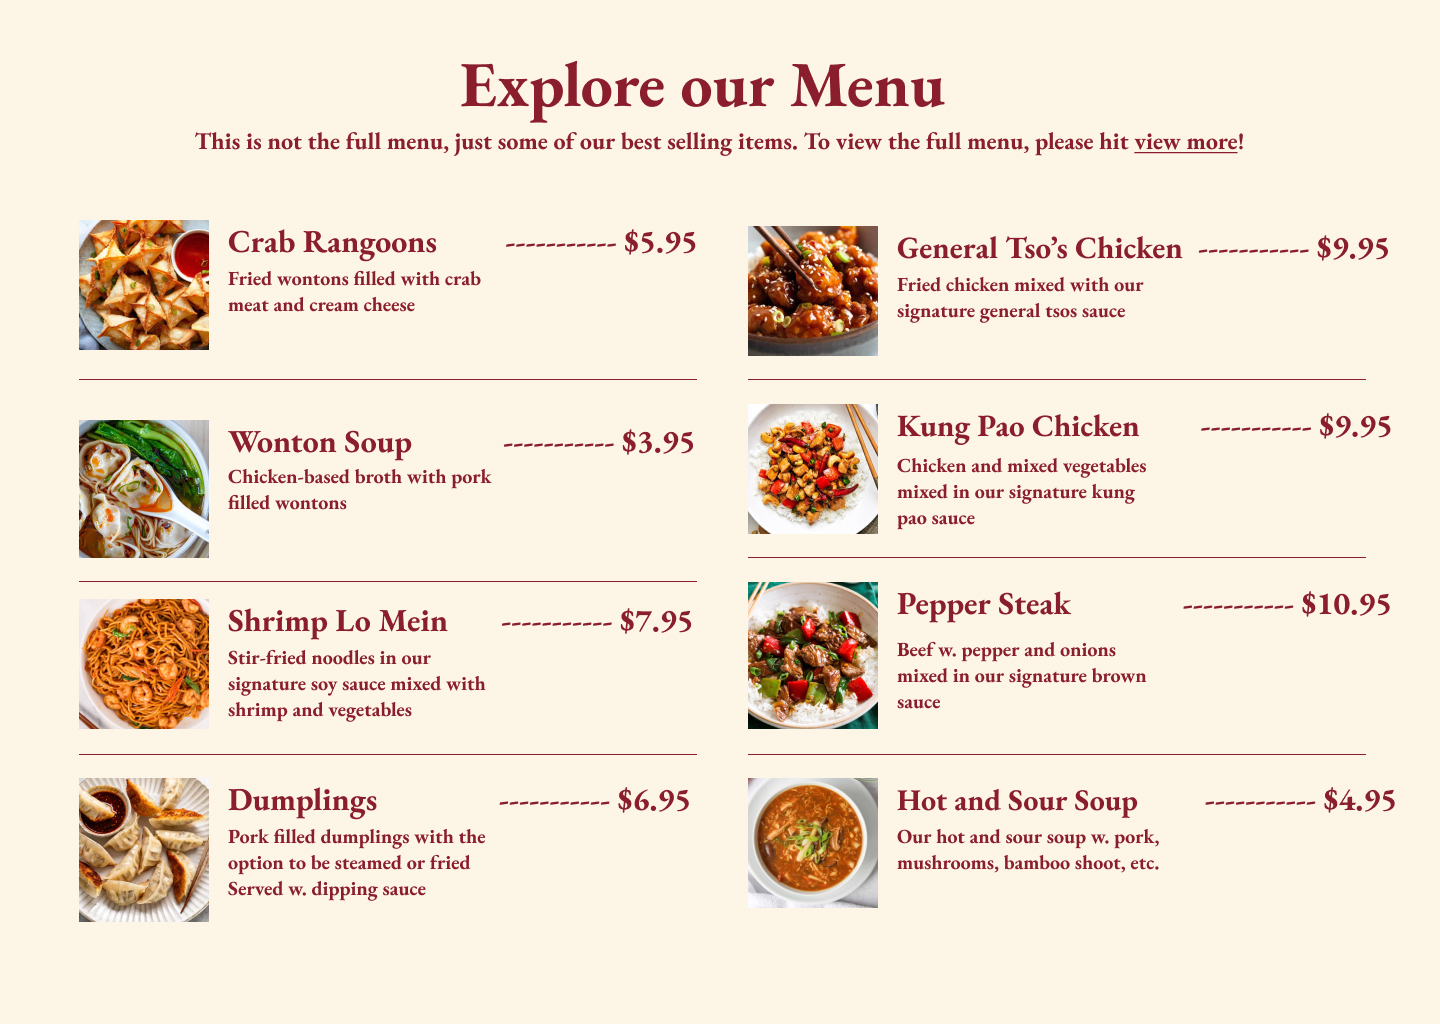 Explore our Menu
This is not the full menu, just some of our best selling items. To view the full menu, please hit view more!
Crab Rangoons ----------- $5.95
Fried wontons filled with crab
meat and cream cheese
Wonton Soup ----------- $3.95
Chicken-based broth with pork
filled wontons
Shrimp Lo Mein ----------- $7.95
Stir-fried noodles in our
signature soy sauce mixed with
shrimp and vegetables
Dumplings ----------- $6.95
Pork filled dumplings with the
option to be steamed or fried
Served w. dipping sauce
General Tso’s Chicken ----------- $9.95
Fried chicken mixed with our
signature general tsos sauce
Kung Pao Chicken ----------- $9.95
Chicken and mixed vegetables
mixed in our signature kung
pao sauce
Pepper Steak ----------- $10.95
Beef w. pepper and onions
mixed in our signature brown
sauce
Hot and Sour Soup ----------- $4.95
Our hot and sour soup w. pork,
mushrooms, bamboo shoot, etc.